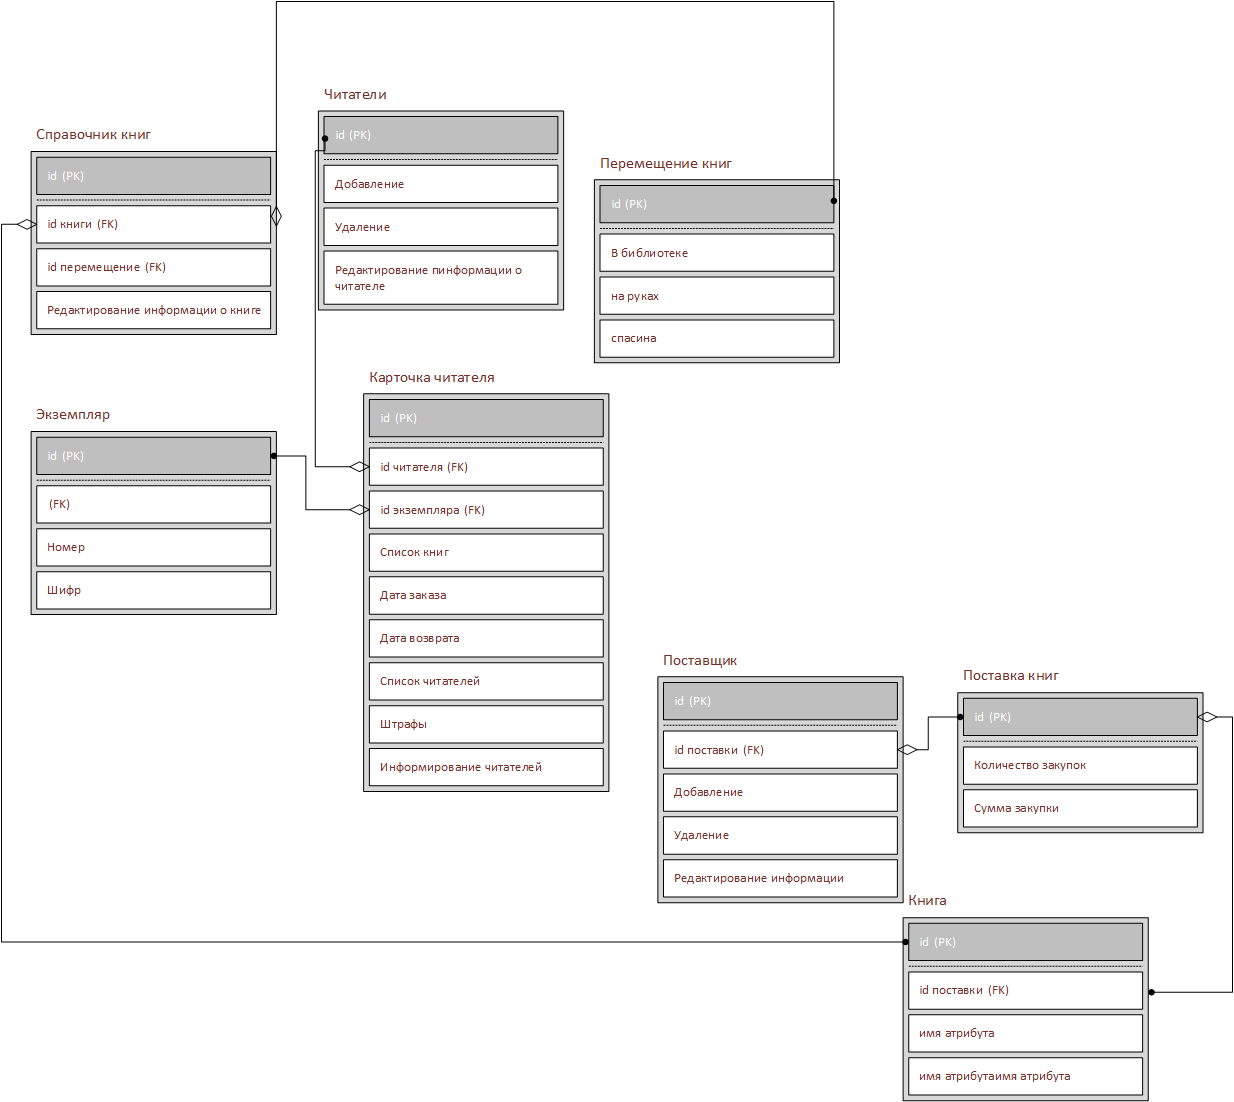 Читатели
id (PK)
Добавление
Удаление
Редактирование пинформации о
читателе
Справочник книг
id (PK)
id книги (FK)
id перемещение (FK)
Редактирование информации о книге
Перемещение книг
id (PK)
В библиотеке
на руках
спасина
Карточка читателя
id (PK)
id читателя (FK)
id экземпляра (FK)
Список книг
Дата заказа
Дата возврата
Список читателей
Штрафы
Информирование читателей
Экземпляр
id (PK)
(FK)
Номер
Шифр
Поставщик
id (PK)
id поставки (FK)
Добавление
Удаление
Редактирование информации
Поставка книг
id (PK)
Количество закупок
Сумма закупки
Книга
id (PK)
id поставки (FK)
имя атрибута
имя атрибутаимя атрибута